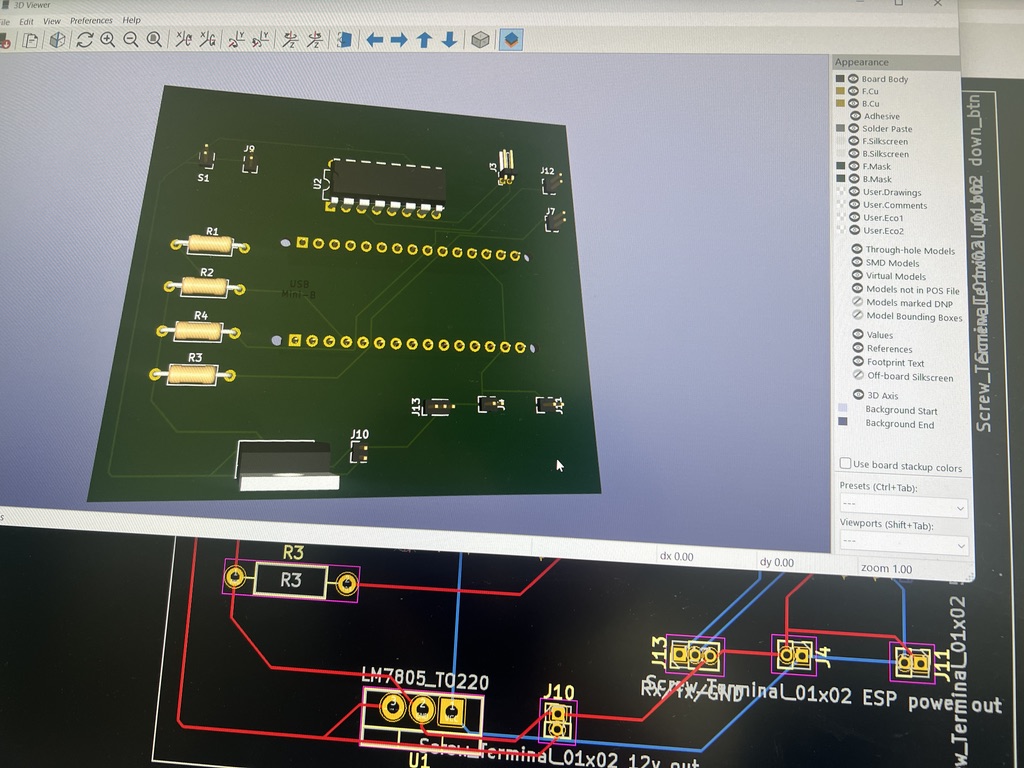 3D Viewer
File Edit View Preferences Help
Appearance
Board Body
F.Cu
B.Cu
Adhesive
Solder Paste
F.Silkscreen
B.Silkscreen
F.Mask
B.Mask
User.Drawings
User.Comments
User.Eco1
User.Eco2
Through-hole Models
SMD Models
Virtual Models
Models not in POS File
Models marked DNP
Model Bounding Boxes
Values
References
Footprint Text
Off-board Silkscreen
3D Axis
Background Start
Background End
Use board stackup colors
Presets (Ctrl+Tab):
---
Viewports (Shift+Tab):
---
dx 0.00
dy 0.00
zoom 1.00
S1
J9
U2
J3
J12
J7
R1
R2
USB
Mini-B
R4
R3
J13
J10
down_btn
R3
R3
LM7805_TO220
U1
J10
Screw_Terminal_01x02 12v out
J13
J4
J11
RX/TX/GND
Screw_Terminal_01x02 ESP power out